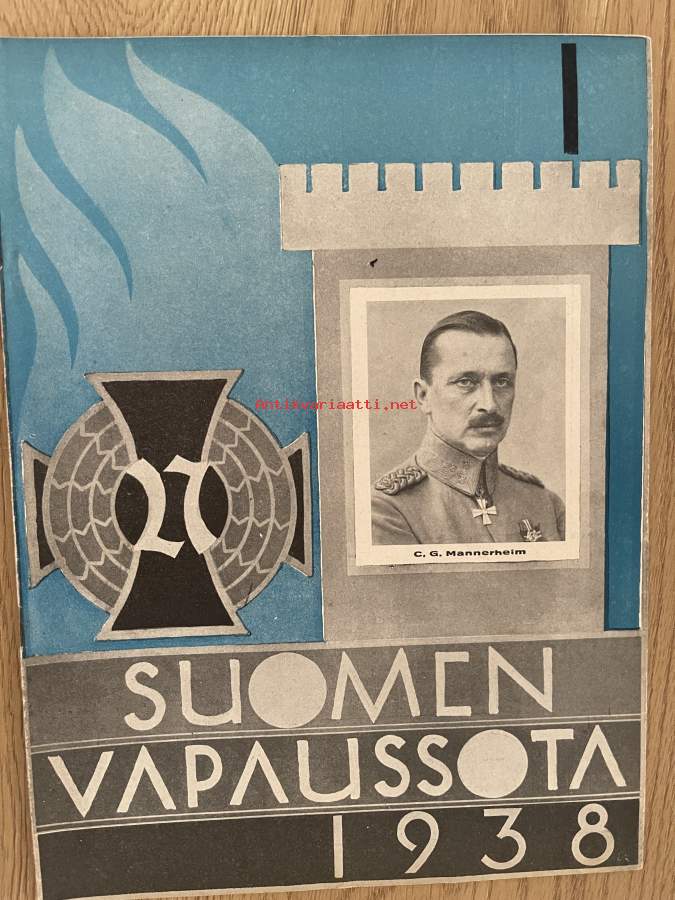 Antikvariaatti.net
C. G. Mannerheim
SUOMEN
VAPAUSSOTA
1938